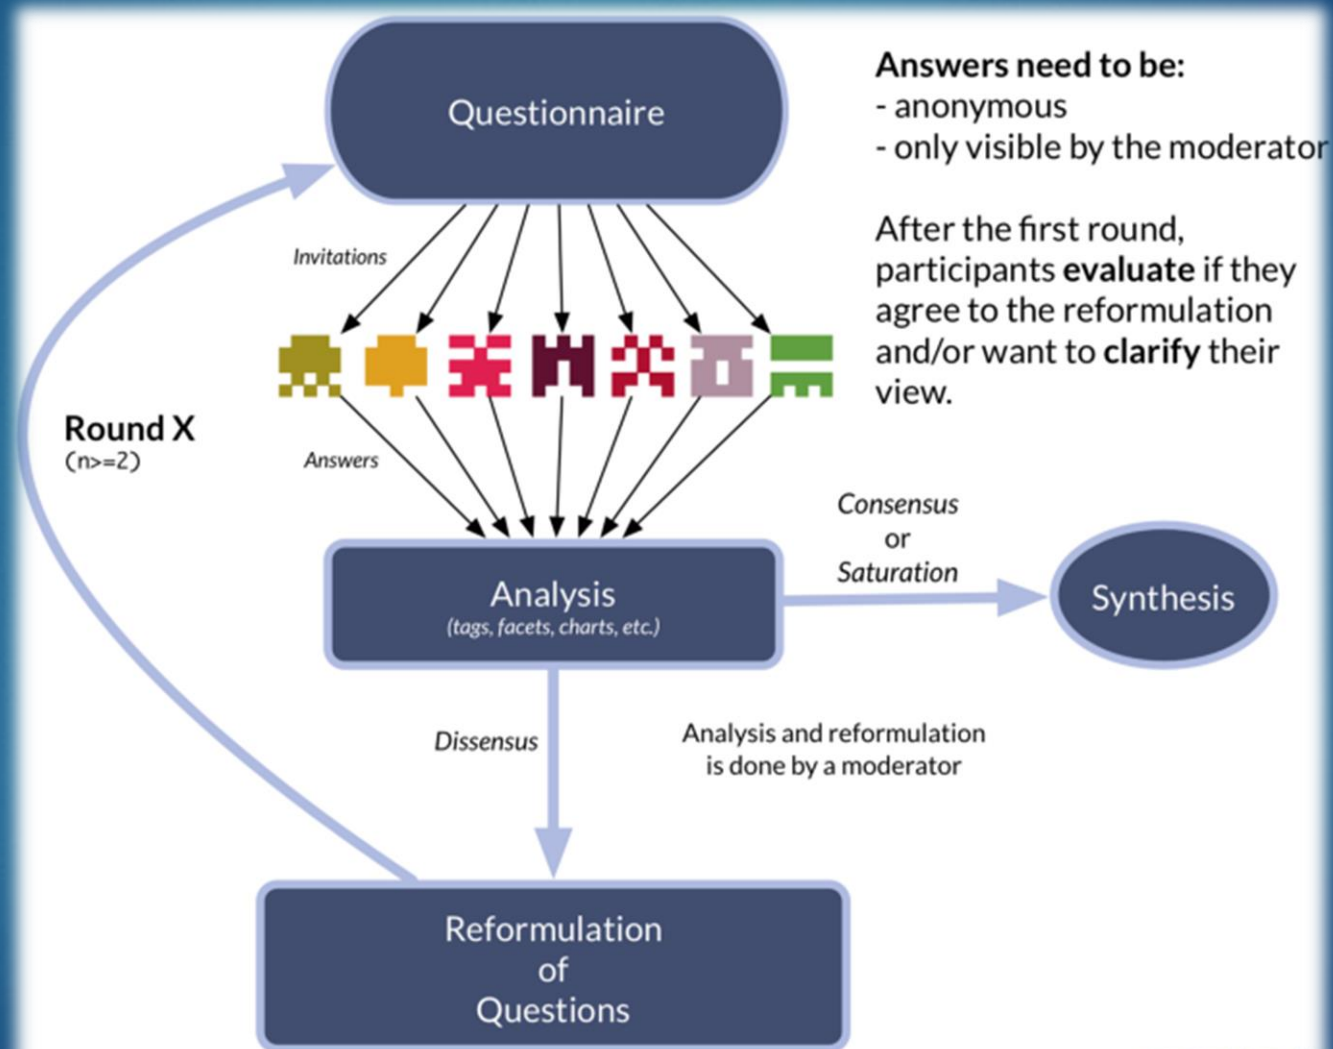 Questionnaire
Answers need to be:
- anonymous
- only visible by the moderator
After the first round,
participants evaluate if they
agree to the reformulation
and/or want to clarify their
view.
Invitations
Round X
(n>=2)
Answers
Consensus
or
Saturation
Analysis
(tags, facets, charts, etc.)
Synthesis
Dissensus
Analysis and reformulation
is done by a moderator
Reformulation
of
Questions